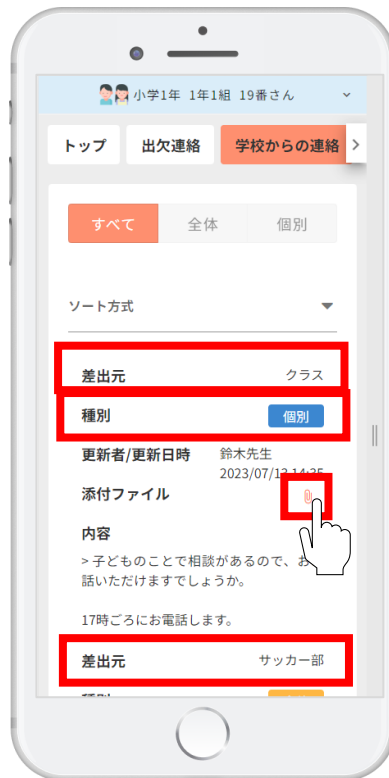 小学1年 1年1組 19番さん
トップ 出欠連絡 学校からの連絡
すべて 全体 個別
ソート方式
差出元 クラス
種別 個別
更新者/更新日時 鈴木先生
2023/07/13 14:35
添付ファイル
内容
> 子どものことで相談があるので、お
話いただけますでしょうか。
17時ごろにお電話します。
差出元 サッカー部